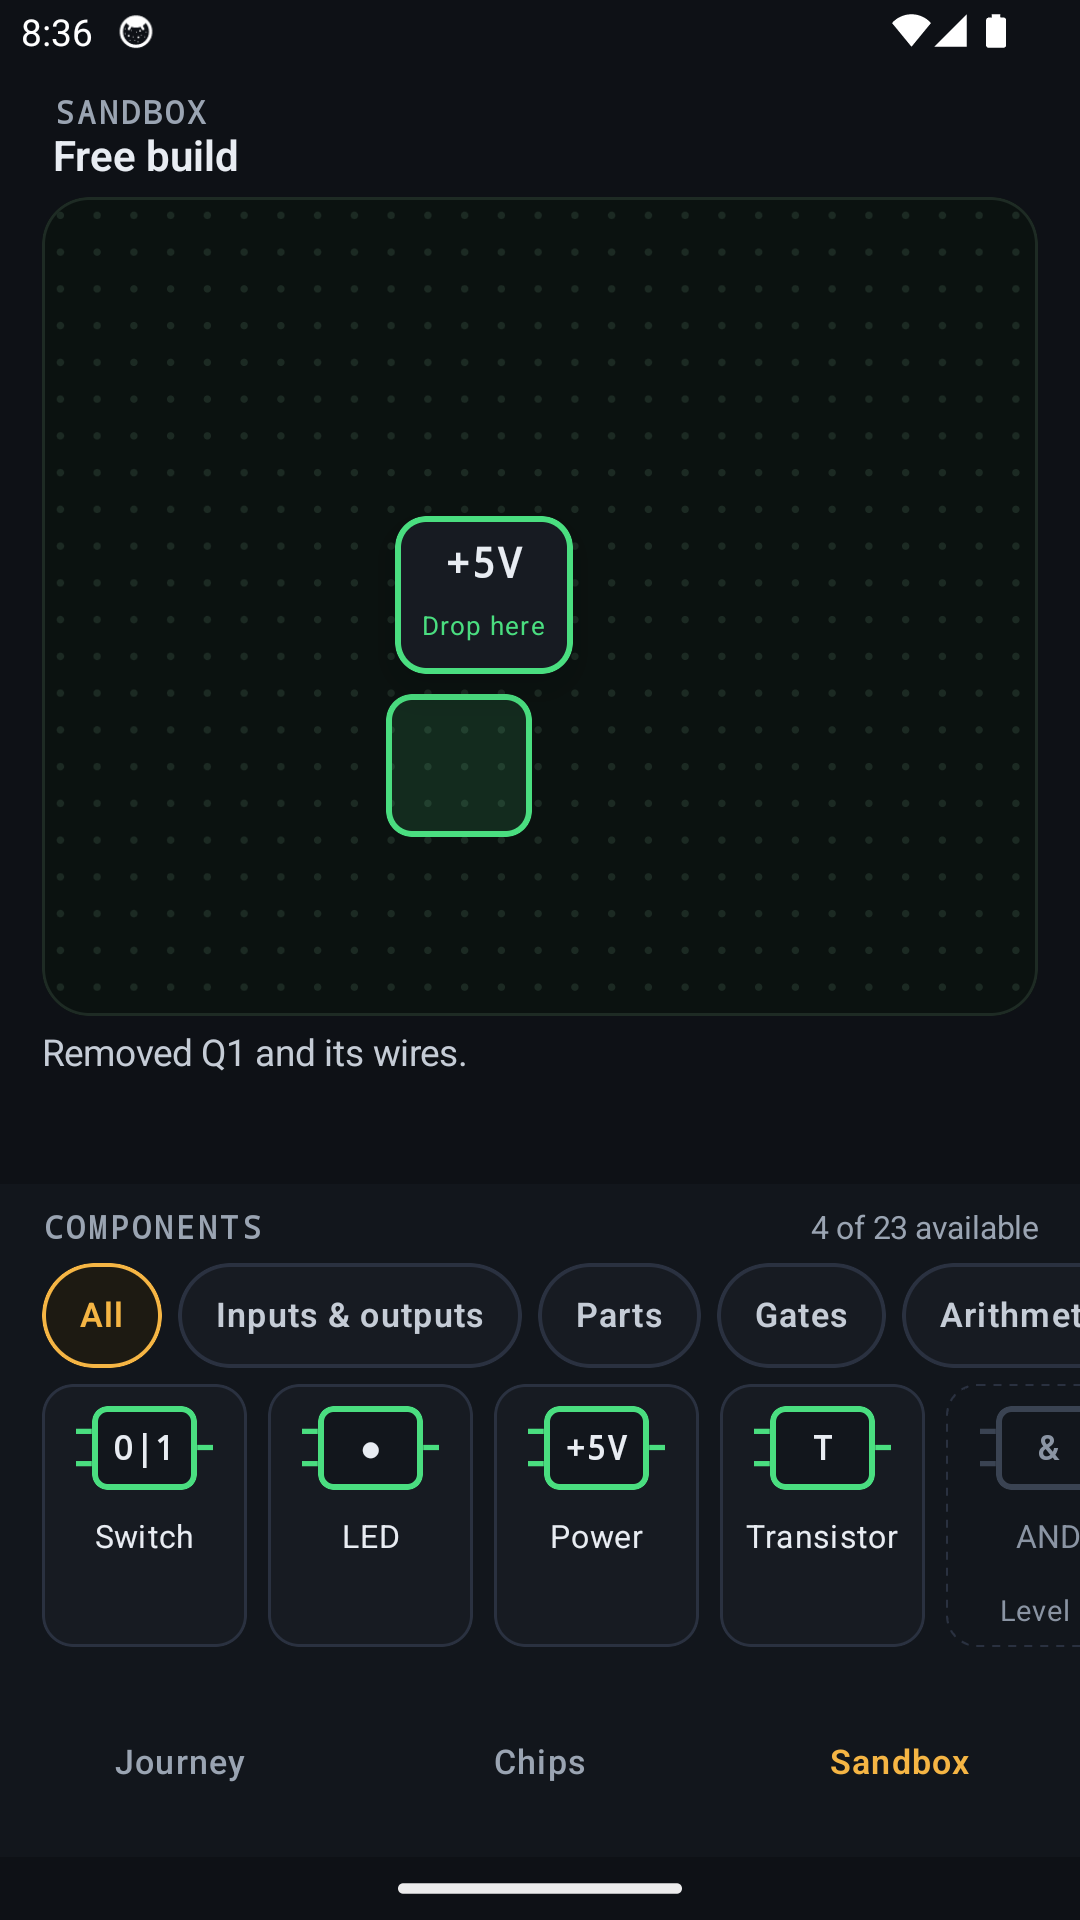 8:36
SANDBOX
Free build
+5V
Drop here
Removed Q1 and its wires.
COMPONENTS
4 of 23 available
All
Inputs & outputs
Parts
Gates
Arithmet
0|1
+5V
T
&
Switch
LED
Power
Transistor
AND
Level
Journey
Chips
Sandbox